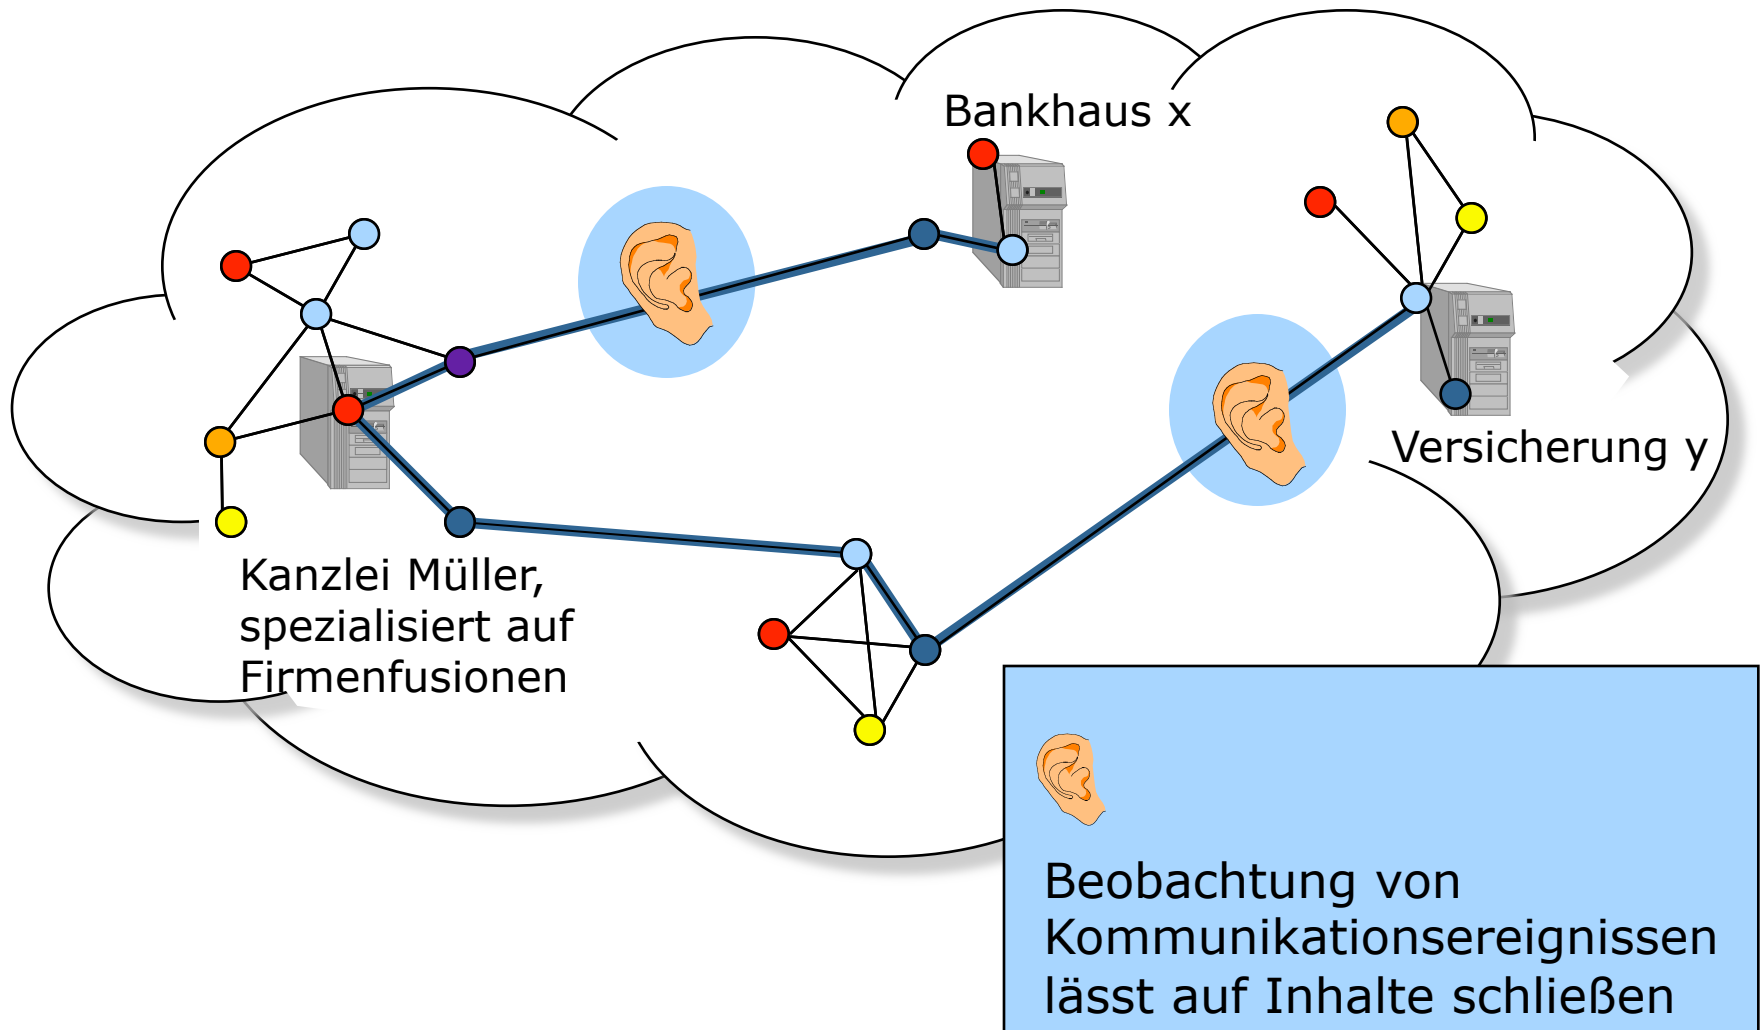 Bankhaus x
Versicherung y
Kanzlei Müller,
spezialisiert auf
Firmenfusionen
Beobachtung von
Kommunikationsereignissen
lässt auf Inhalte schließen